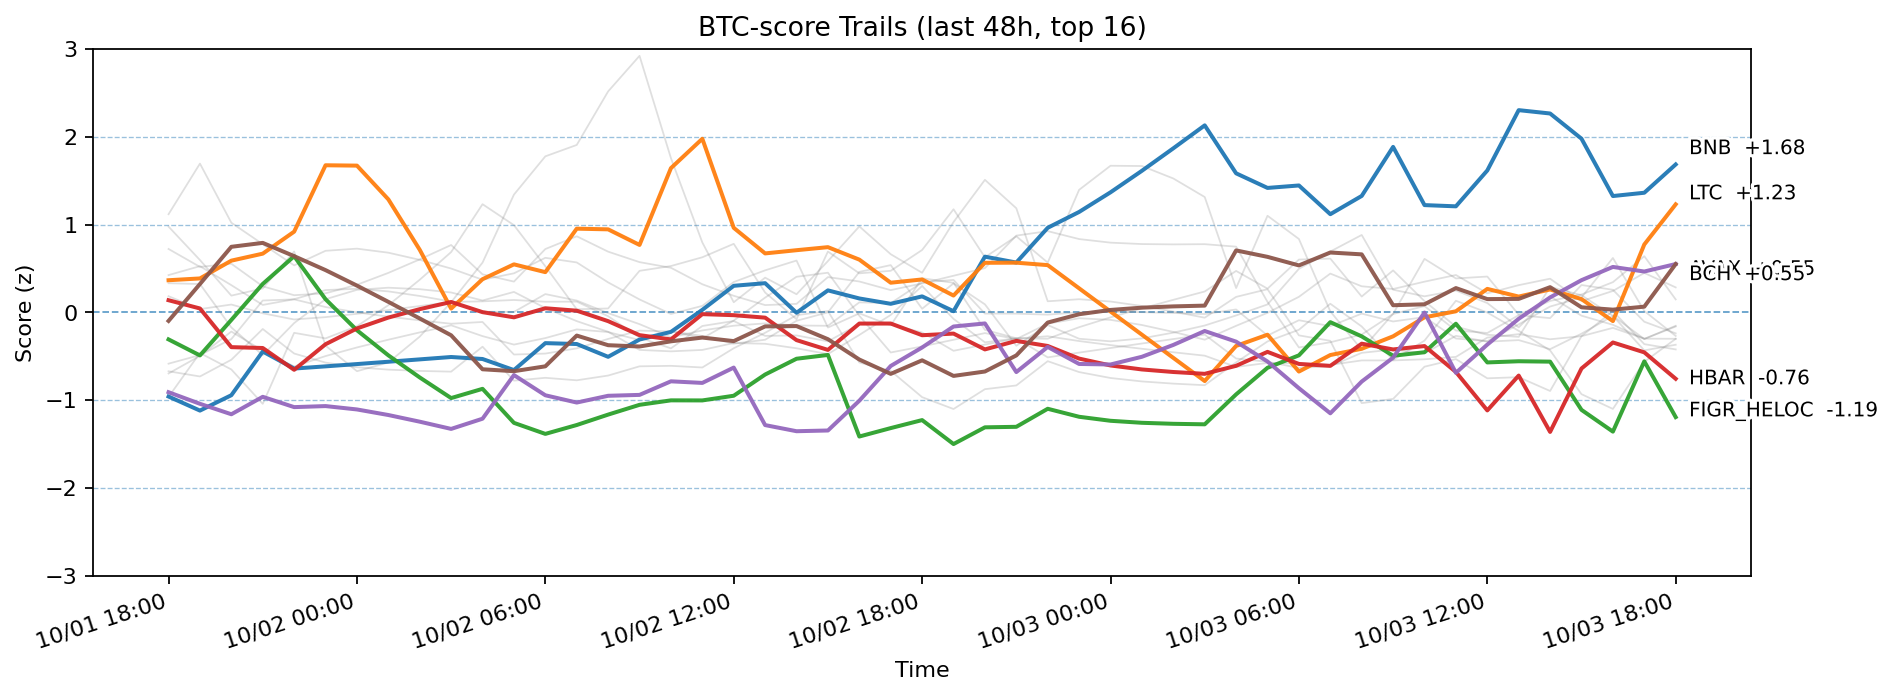 BTC-score Trails (last 48h, top 16)
Score (z)
3
2
1
0
−1
−2
−3
BNB +1.68
LTC +1.23
BCH +0.55
HBAR -0.76
FIGR_HELOC -1.19
10/01 18:00
10/02 00:00
10/02 06:00
10/02 12:00
10/02 18:00
10/03 00:00
10/03 06:00
10/03 12:00
10/03 18:00
Time